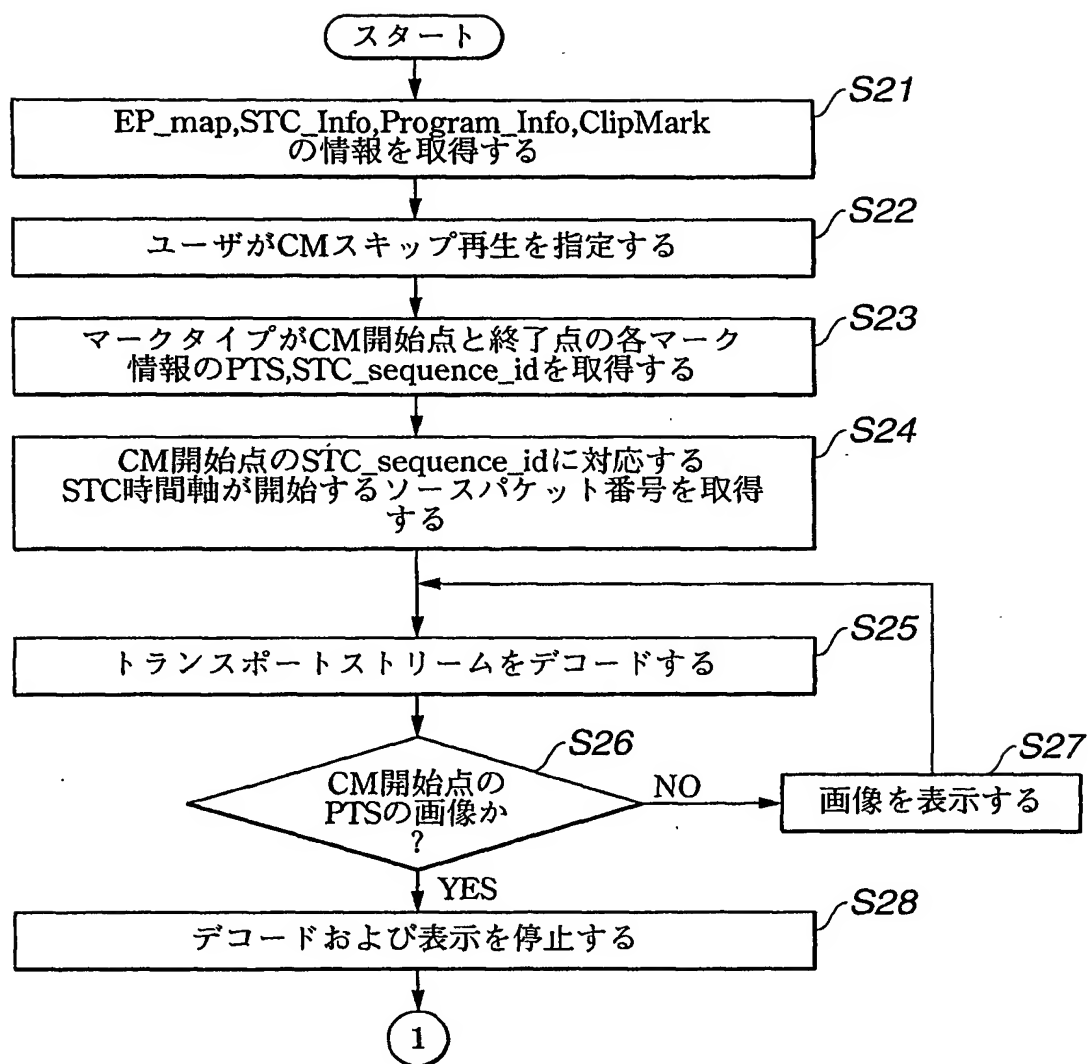 スタート
S21
EP_map,STC_Info,Program_Info,ClipMark
の情報を取得する
S22
ユーザがCMスキップ再生を指定する
S23
マークタイプがCM開始点と終了点の各マーク
情報のPTS,STC_sequence_idを取得する
S24
CM開始点のSTC_sequence_idに対応する
STC時間軸が開始するソースパケット番号を取得
する
S25
トランスポートストリームをデコードする
S26
CM開始点の
PTSの画像か
?
NO
S27
画像を表示する
YES
S28
デコードおよび表示を停止する
1